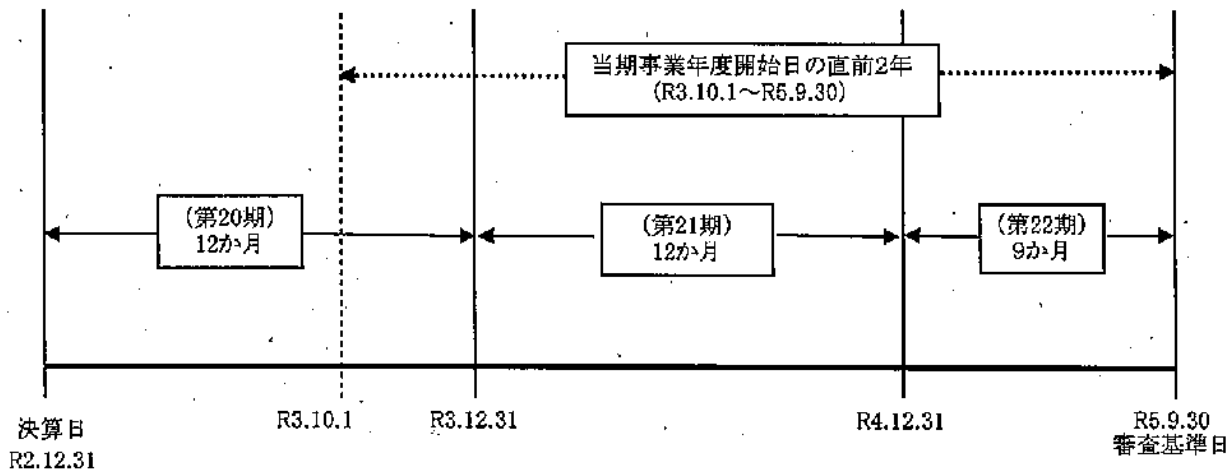 当期事業年度開始日の直前2年
(R3.10.1～R5.9.30)
(第20期)
12か月
(第21期)
12か月
(第22期)
9か月
決算日
R2.12.31
R3.10.1
R3.12.31
R4.12.31
R5.9.30
審査基準日